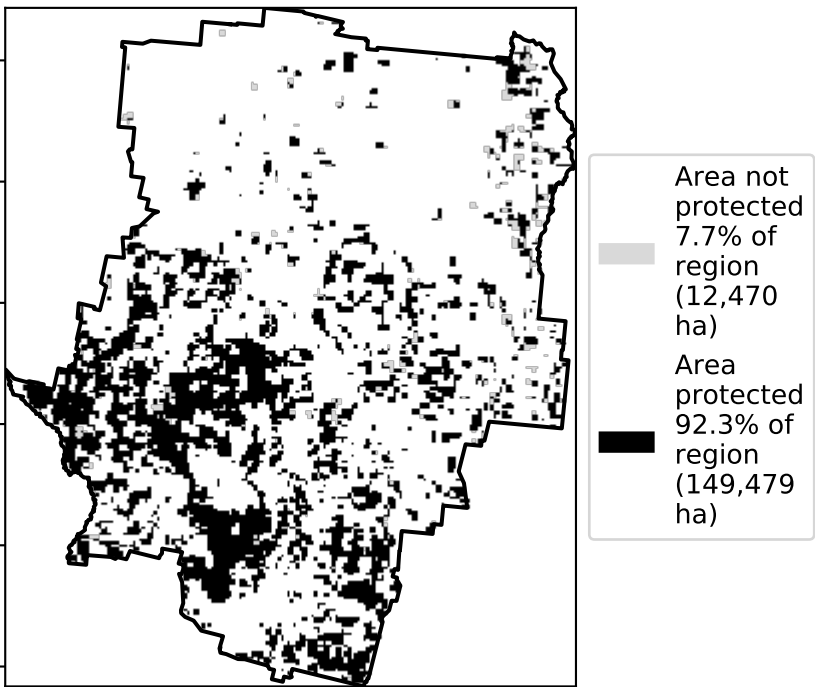 Area not
protected
7.7% of
region
(12,470
ha)
Area
protected
92.3% of
region
(149,479
ha)